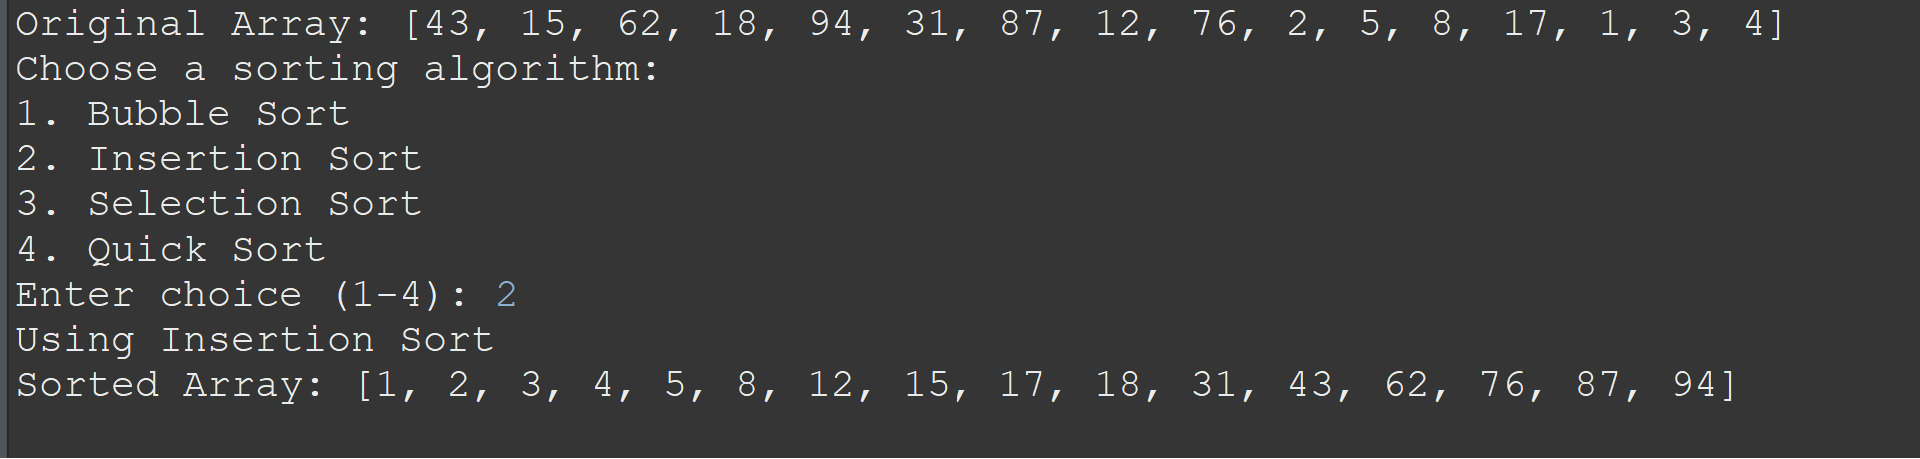 Original Array: [43, 15, 62, 18, 94, 31, 87, 12, 76, 2, 5, 8, 17, 1, 3, 4]
Choose a sorting algorithm:
1. Bubble Sort
2. Insertion Sort
3. Selection Sort
4. Quick Sort
Enter choice (1-4): 2
Using Insertion Sort
Sorted Array: [1, 2, 3, 4, 5, 8, 12, 15, 17, 18, 31, 43, 62, 76, 87, 94]